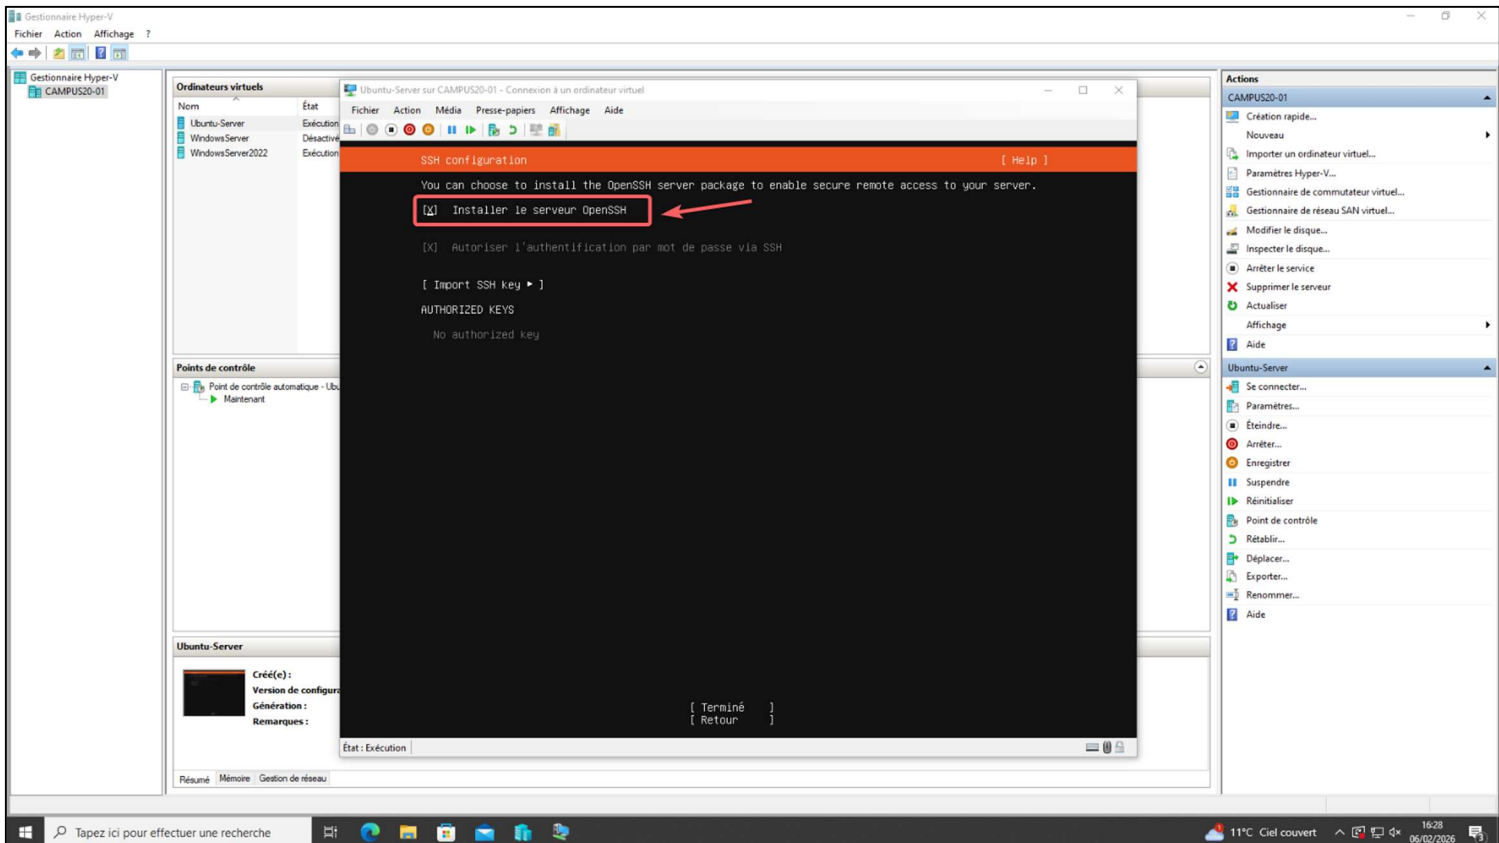 Gestionnaire Hyper-V
Fichier Action Affichage ?
Gestionnaire Hyper-V
CAMPUS20-01
Ordinateurs virtuels
Nom État
Ubuntu-Server Exécution
WindowsServer Désactivé
WindowsServer2022 Exécution
Points de contrôle
Point de contrôle automatique - Ubu
Maintenant
Ubuntu-Server
Créé(e) :
Version de configura
Génération :
Remarques :
Résumé Mémoire Gestion de réseau
Ubuntu-Server sur CAMPUS20-01 - Connexion à un ordinateur virtuel
Fichier Action Média Presse-papiers Affichage Aide
SSH configuration [ Help ]
You can choose to install the OpenSSH server package to enable secure remote access to your server.
[X] Installer le serveur OpenSSH
[X] Autoriser l'authentification par mot de passe via SSH
[ Import SSH key ▸ ]
AUTHORIZED KEYS
No authorized key
[ Terminé ]
[ Retour ]
État : Exécution
Actions
CAMPUS20-01
Création rapide...
Nouveau
Importer un ordinateur virtuel...
Paramètres Hyper-V...
Gestionnaire de commutateur virtuel...
Gestionnaire de réseau SAN virtuel...
Modifier le disque...
Inspecter le disque...
Arrêter le service
Supprimer le serveur
Actualiser
Affichage
Aide
Ubuntu-Server
Se connecter...
Paramètres...
Éteindre...
Arrêter...
Enregistrer
Suspendre
Réinitialiser
Point de contrôle
Rétablir...
Déplacer...
Exporter...
Renommer...
Aide
Tapez ici pour effectuer une recherche
11°C Ciel couvert
16:28
06/02/2026
3